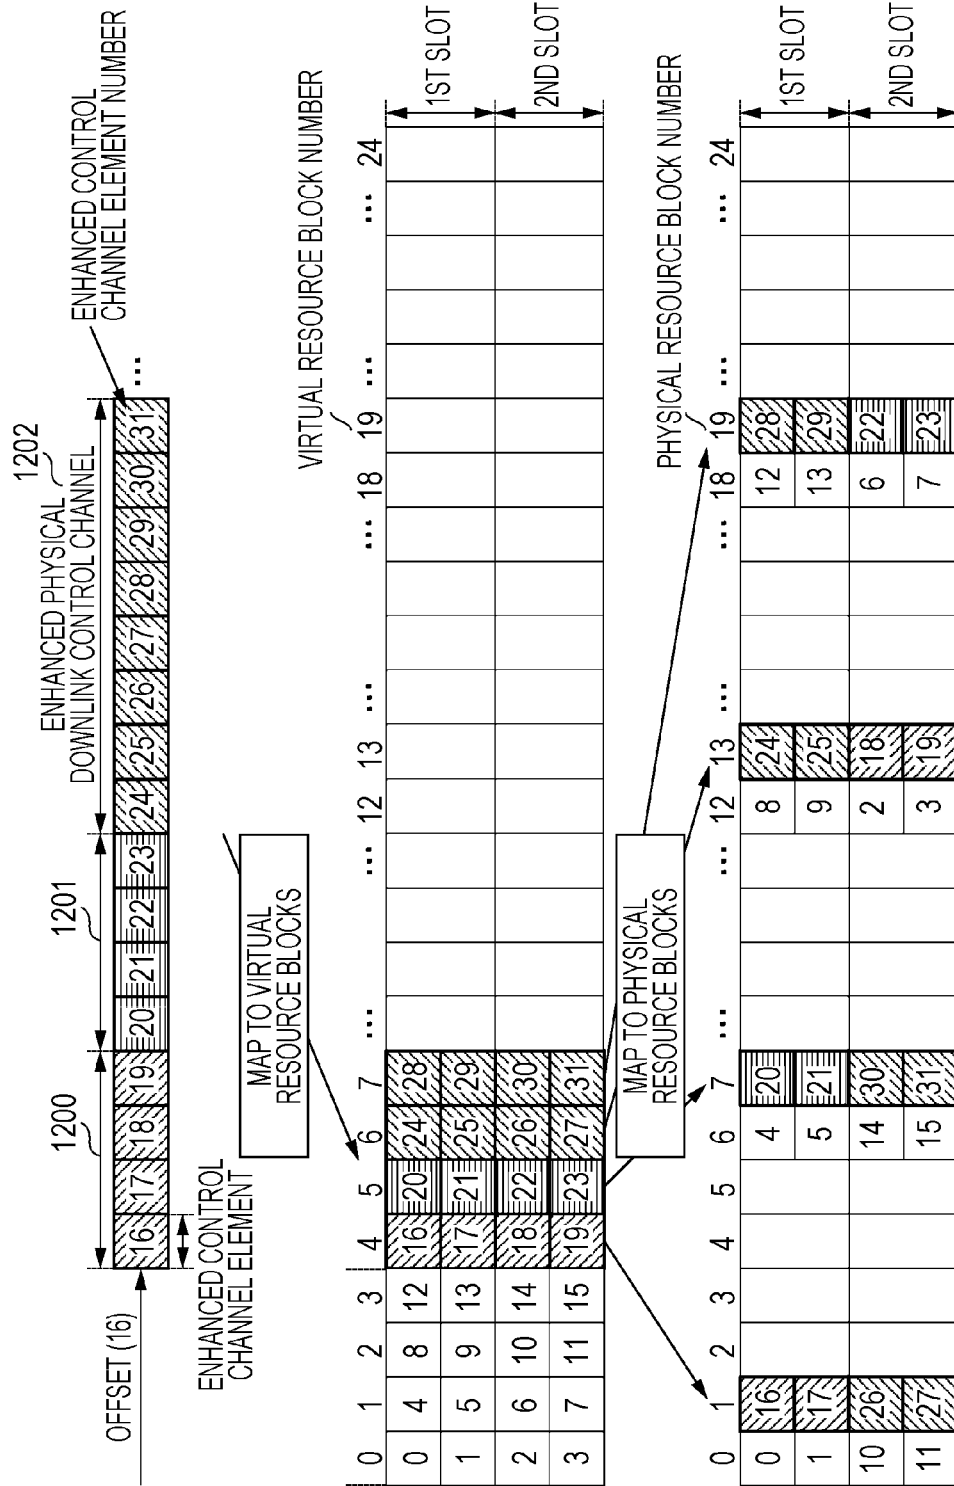 OFFSET (16)
1200
1201
ENHANCED PHYSICAL
DOWNLINK CONTROL CHANNEL
1202
ENHANCED CONTROL
CHANNEL ELEMENT NUMBER
16 17 18 19 20 21 22 23 24 25 26 27 28 29 30 31 ...
ENHANCED CONTROL
CHANNEL ELEMENT
MAP TO VIRTUAL
RESOURCE BLOCKS
VIRTUAL RESOURCE BLOCK NUMBER
0 1 2 3 4 5 6 7 ... 12 13 ... 18 19 ... 24
0 4 8 12 16 20 24 28
1 5 9 13 17 21 25 29
1ST SLOT
2 6 10 14 18 22 26 30
3 7 11 15 19 23 27 31
2ND SLOT
MAP TO PHYSICAL
RESOURCE BLOCKS
PHYSICAL RESOURCE BLOCK NUMBER
0 1 2 3 4 5 6 7 ... 12 13 ... 18 19 ... 24
0 16 4 20 8 24 12 28
1 17 5 21 9 25 13 29
1ST SLOT
10 26 14 30 2 18 6 22
11 27 15 31 3 19 7 23
2ND SLOT